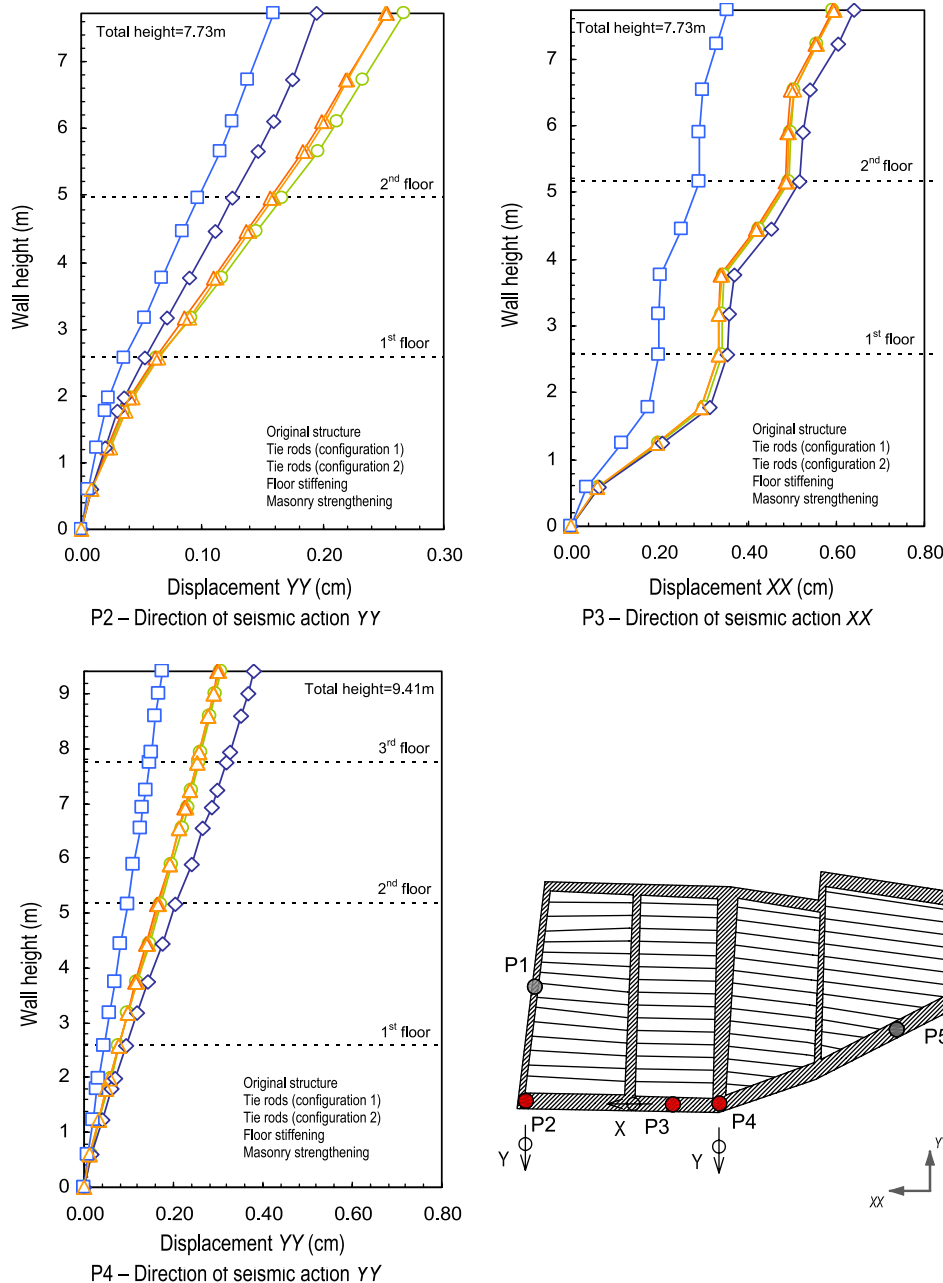 Total height=7.73m
7
6
5
4
3
2
1
0
Wall height (m)
2nd floor
1st floor
Original structure
Tie rods (configuration 1)
Tie rods (configuration 2)
Floor stiffening
Masonry strengthening
0.00 0.10 0.20 0.30
Displacement YY (cm)
P2 – Direction of seismic action YY
Total height=7.73m
7
6
5
4
3
2
1
0
Wall height (m)
2nd floor
1st floor
Original structure
Tie rods (configuration 1)
Tie rods (configuration 2)
Floor stiffening
Masonry strengthening
0.00 0.20 0.40 0.60 0.80
Displacement XX (cm)
P3 – Direction of seismic action XX
Total height=9.41m
9
8
7
6
5
4
3
2
1
0
Wall height (m)
3rd floor
2nd floor
1st floor
Original structure
Tie rods (configuration 1)
Tie rods (configuration 2)
Floor stiffening
Masonry strengthening
0.00 0.20 0.40 0.60 0.80
Displacement YY (cm)
P4 – Direction of seismic action YY
P1
P5
P2 X P3 P4
Y Y
Y
XX